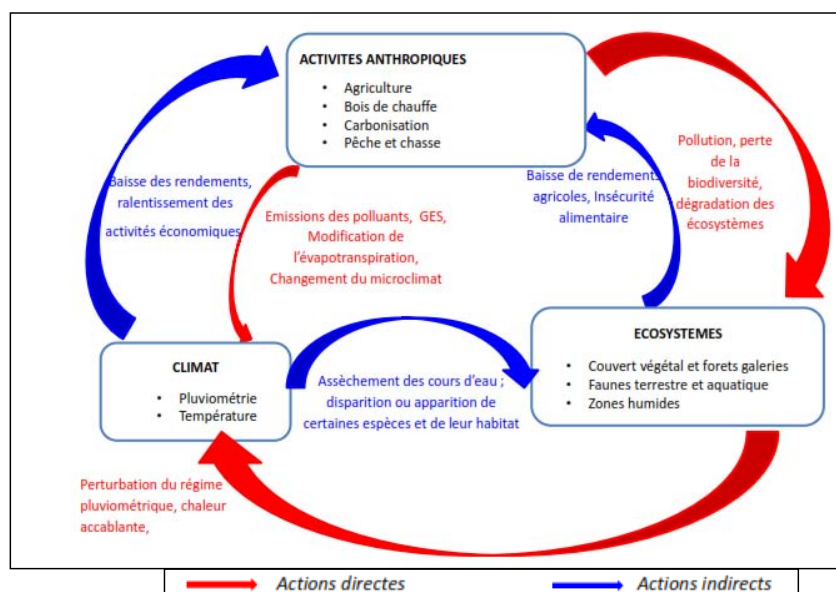 ACTIVITES ANTHROPIQUES
• Agriculture
• Bois de chauffe
• Carbonisation
• Pêche et chasse
Pollution, perte
de la
biodiversité,
dégradation des
écosystèmes
Baisse des rendements,
ralentissement des
activités économiques
Baisse de rendements
agricoles, Insécurité
alimentaire
Emissions des polluants, GES,
Modification de
l'évapotranspiration,
Changement du microclimat
ECOSYSTEMES
• Couvert végétal et forets galeries
• Faunes terrestre et aquatique
• Zones humides
CLIMAT
• Pluviométrie
• Température
Assèchement des cours d'eau ;
disparition ou apparition de
certaines espèces et de leur habitat
Perturbation du régime
pluviométrique, chaleur
accablante,
Actions directes
Actions indirects